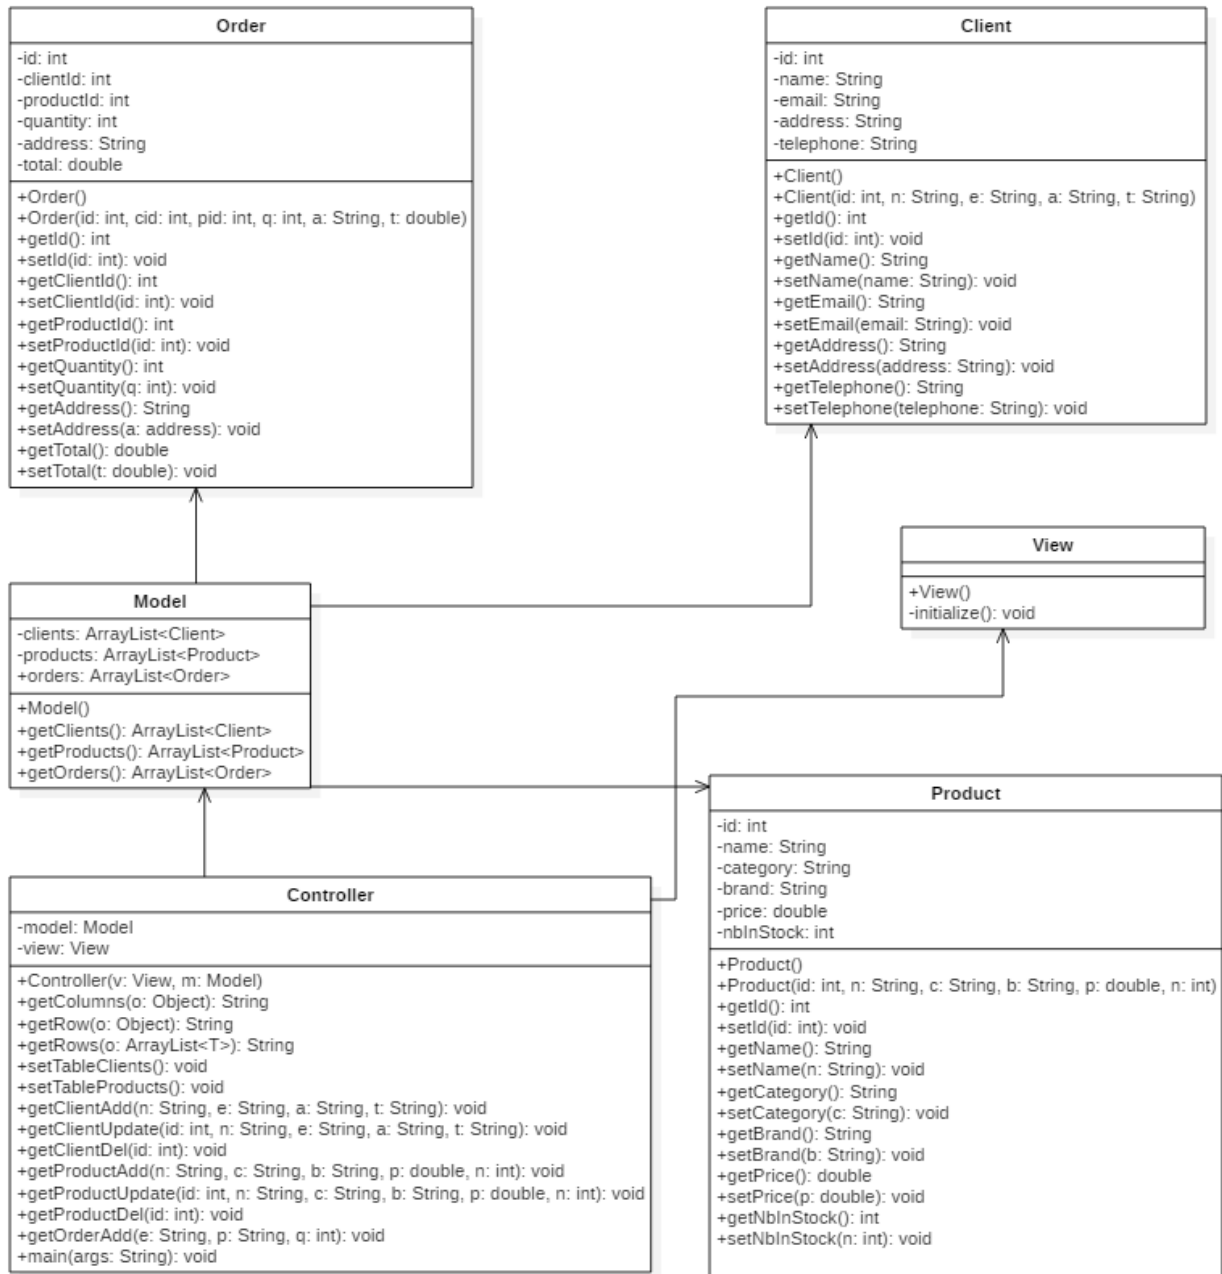 Order
-id: int
-clientId: int
-productId: int
-quantity: int
-address: String
-total: double
+Order()
+Order(id: int, cid: int, pid: int, q: int, a: String, t: double)
+getId(): int
+setId(id: int): void
+getClientId(): int
+setClientId(id: int): void
+getProductId(): int
+setProductId(id: int): void
+getQuantity(): int
+setQuantity(q: int): void
+getAddress(): String
+setAddress(a: address): void
+getTotal(): double
+setTotal(t: double): void
Client
-id: int
-name: String
-email: String
-address: String
-telephone: String
+Client()
+Client(id: int, n: String, e: String, a: String, t: String)
+getId(): int
+setId(id: int): void
+getName(): String
+setName(name: String): void
+getEmail(): String
+setEmail(email: String): void
+getAddress(): String
+setAddress(address: String): void
+getTelephone(): String
+setTelephone(telephone: String): void
View
+View()
-initialize(): void
Model
-clients: ArrayList<Client>
-products: ArrayList<Product>
+orders: ArrayList<Order>
+Model()
+getClients(): ArrayList<Client>
+getProducts(): ArrayList<Product>
+getOrders(): ArrayList<Order>
Product
-id: int
-name: String
-category: String
-brand: String
-price: double
-nbInStock: int
+Product()
+Product(id: int, n: String, c: String, b: String, p: double, n: int)
+getId(): int
+setId(id: int): void
+getName(): String
+setName(n: String): void
+getCategory(): String
+setCategory(c: String): void
+getBrand(): String
+setBrand(b: String): void
+getPrice(): double
+setPrice(p: double): void
+getNbInStock(): int
+setNbInStock(n: int): void
Controller
-model: Model
-view: View
+Controller(v: View, m: Model)
+getColumns(o: Object): String
+getRow(o: Object): String
+getRows(o: ArrayList<T>): String
+setTableClients(): void
+setTableProducts(): void
+getClientAdd(n: String, e: String, a: String, t: String): void
+getClientUpdate(id: int, n: String, e: String, a: String, t: String): void
+getClientDel(id: int): void
+getProductAdd(n: String, c: String, b: String, p: double, n: int): void
+getProductUpdate(id: int, n: String, c: String, b: String, p: double, n: int): void
+getProductDel(id: int): void
+getOrderAdd(e: String, p: String, q: int): void
+main(args: String): void